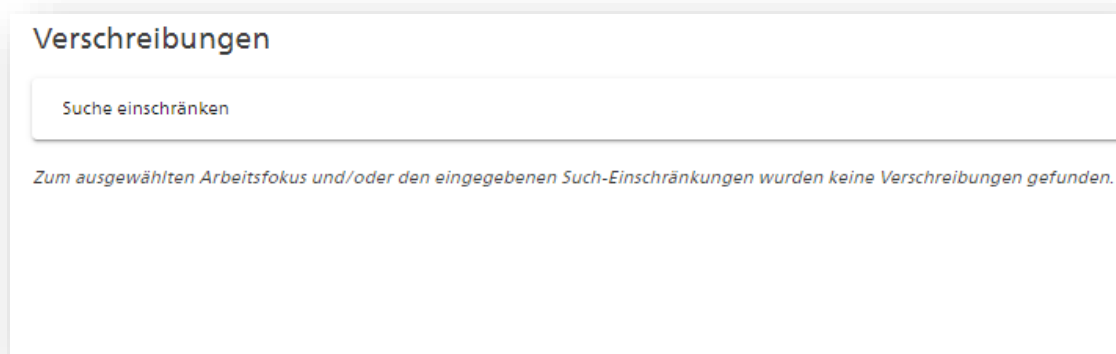 Verschreibungen
Suche einschränken
Zum ausgewählten Arbeitsfokus und/oder den eingegebenen Such-Einschränkungen wurden keine Verschreibungen gefunden.